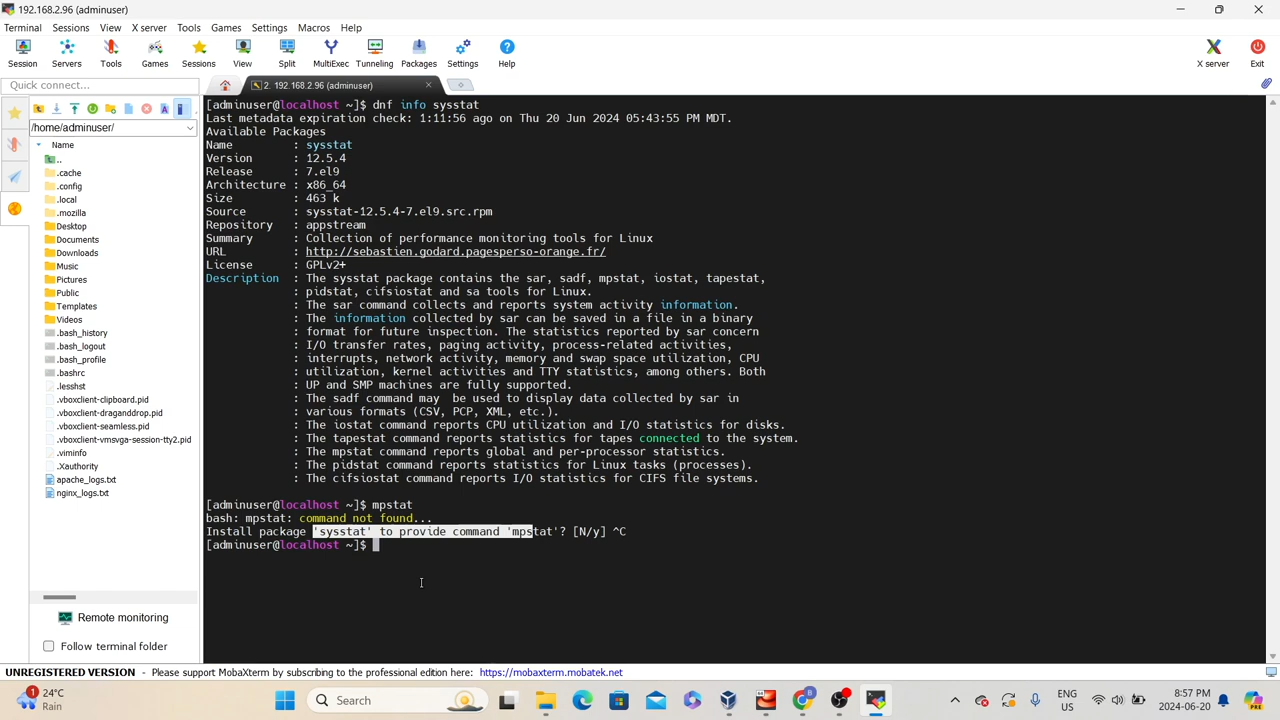 192.168.2.96 (adminuser)
Terminal Sessions View X server Tools Games Settings Macros Help
Session Servers Tools Games Sessions View Split MultiExec Tunneling Packages Settings Help X server Exit
Quick connect...
2. 192.168.2.96 (adminuser)
/home/adminuser/
Name
..
.cache
.config
.local
.mozilla
Desktop
Documents
Downloads
Music
Pictures
Public
Templates
Videos
.bash_history
.bash_logout
.bash_profile
.bashrc
.lesshst
.vboxclient-clipboard.pid
.vboxclient-draganddrop.pid
.vboxclient-seamless.pid
.vboxclient-vmsvga-session-tty2.pid
.viminfo
.Xauthority
apache_logs.txt
nginx_logs.txt
Remote monitoring
Follow terminal folder
[adminuser@localhost ~]$ dnf info sysstat
Last metadata expiration check: 1:11:56 ago on Thu 20 Jun 2024 05:43:55 PM MDT.
Available Packages
Name : sysstat
Version : 12.5.4
Release : 7.el9
Architecture : x86_64
Size : 463 k
Source : sysstat-12.5.4-7.el9.src.rpm
Repository : appstream
Summary : Collection of performance monitoring tools for Linux
URL : http://sebastien.godard.pagesperso-orange.fr/
License : GPLv2+
Description : The sysstat package contains the sar, sadf, mpstat, iostat, tapestat,
: pidstat, cifsiostat and sa tools for Linux.
: The sar command collects and reports system activity information.
: The information collected by sar can be saved in a file in a binary
: format for future inspection. The statistics reported by sar concern
: I/O transfer rates, paging activity, process-related activities,
: interrupts, network activity, memory and swap space utilization, CPU
: utilization, kernel activities and TTY statistics, among others. Both
: UP and SMP machines are fully supported.
: The sadf command may  be used to display data collected by sar in
: various formats (CSV, PCP, XML, etc.).
: The iostat command reports CPU utilization and I/O statistics for disks.
: The tapestat command reports statistics for tapes connected to the system.
: The mpstat command reports global and per-processor statistics.
: The pidstat command reports statistics for Linux tasks (processes).
: The cifsiostat command reports I/O statistics for CIFS file systems.
[adminuser@localhost ~]$ mpstat
bash: mpstat: command not found...
Install package 'sysstat' to provide command 'mpstat'? [N/y] ^C
[adminuser@localhost ~]$
UNREGISTERED VERSION - Please support MobaXterm by subscribing to the professional edition here: https://mobaxterm.mobatek.net
1
24°C
Rain
Search
ENG
US
8:57 PM
2024-06-20